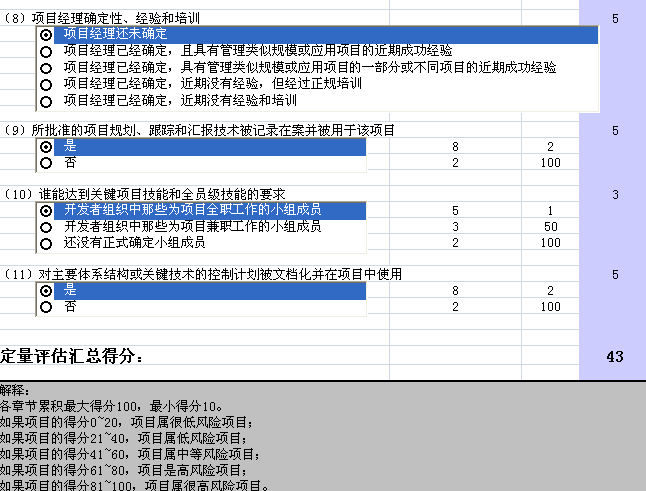 （8）项目经理确定性、经验和培训 5
项目经理还未确定
项目经理已经确定，且具有管理类似规模或应用项目的近期成功经验
项目经理已经确定，具有管理类似规模或应用项目的一部分或不同项目的近期成功经验
项目经理已经确定，近期没有经验，但经过正规培训
项目经理已经确定，近期没有经验和培训
（9）所批准的项目规划、跟踪和汇报技术被记录在案并被用于该项目 5
是 8 2
否 2 100
（10）谁能达到关键项目技能和全员级技能的要求 3
开发者组织中那些为项目全职工作的小组成员 5 1
开发者组织中那些为项目兼职工作的小组成员 3 50
还没有正式确定小组成员 2 100
（11）对主要体系结构或关键技术的控制计划被文档化并在项目中使用 5
是 8 2
否 2 100
定量评估汇总得分： 43
解释：
各章节累积最大得分100，最小得分10。
如果项目的得分0~20，项目属很低风险项目；
如果项目的得分21~40，项目属低风险项目；
如果项目的得分41~60，项目属中等风险项目；
如果项目的得分61~80，项目是高风险项目；
如果项目的得分81~100，项目属很高风险项目。